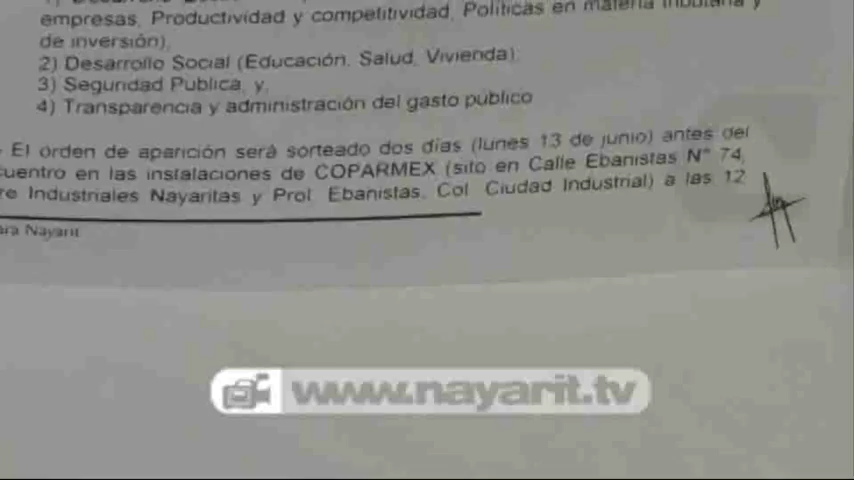 empresas, Productividad y competitividad, Políticas en materia tributaria y
de inversión),
2) Desarrollo Social (Educación, Salud, Vivienda),
3) Seguridad Publica, y,
4) Transparencia y administración del gasto público
El orden de aparición será sorteado dos días (lunes 13 de junio) antes del
cuentro en las instalaciones de COPARMEX (sito en Calle Ebanistas N° 74,
re Industriales Nayaritas y Prol. Ebanistas, Col. Ciudad Industrial) a las 12
ara Nayarit
www.nayarit.tv